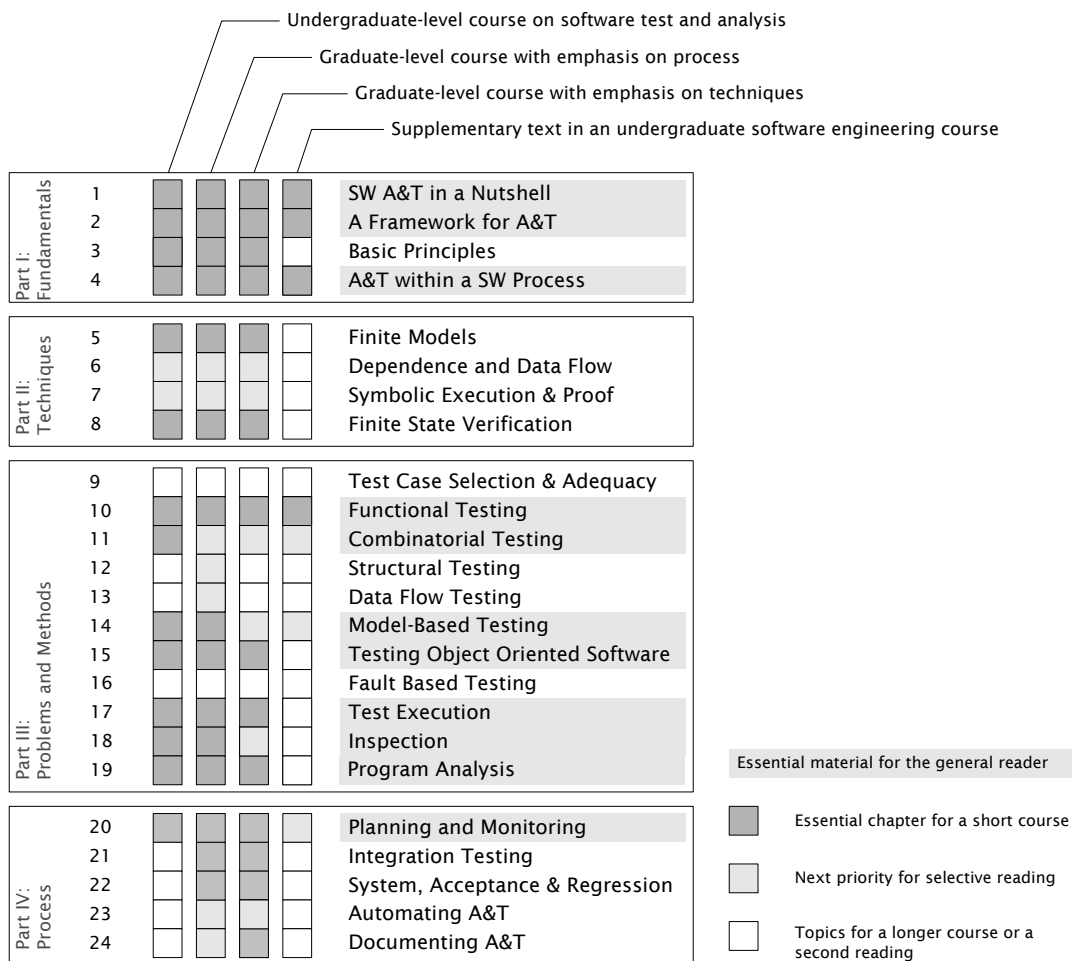 Undergraduate-level course on software test and analysis
Graduate-level course with emphasis on process
Graduate-level course with emphasis on techniques
Supplementary text in an undergraduate software engineering course
Part I:
Fundamentals
1 SW A&T in a Nutshell
2 A Framework for A&T
3 Basic Principles
4 A&T within a SW Process
Part II:
Techniques
5 Finite Models
6 Dependence and Data Flow
7 Symbolic Execution & Proof
8 Finite State Verification
Part III:
Problems and Methods
9 Test Case Selection & Adequacy
10 Functional Testing
11 Combinatorial Testing
12 Structural Testing
13 Data Flow Testing
14 Model-Based Testing
15 Testing Object Oriented Software
16 Fault Based Testing
17 Test Execution
18 Inspection
19 Program Analysis
Part IV:
Process
20 Planning and Monitoring
21 Integration Testing
22 System, Acceptance & Regression
23 Automating A&T
24 Documenting A&T
Essential material for the general reader
Essential chapter for a short course
Next priority for selective reading
Topics for a longer course or a
second reading